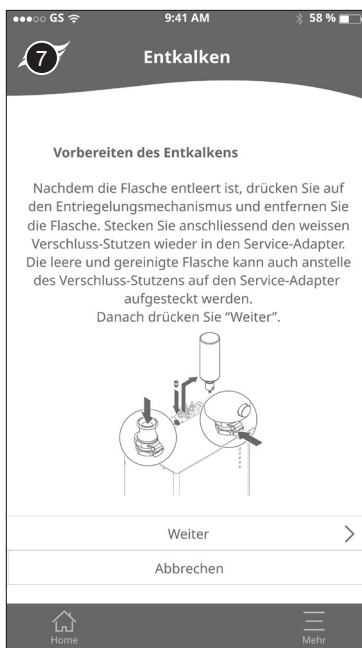 ●●●○○ GS 9:41 AM 58 %
7
Entkalken
Vorbereiten des Entkalkens
Nachdem die Flasche entleert ist, drücken Sie auf
den Entriegelungsmechanismus und entfernen Sie
die Flasche. Stecken Sie anschliessend den weissen
Verschluss-Stutzen wieder in den Service-Adapter.
Die leere und gereinigte Flasche kann auch anstelle
des Verschluss-Stutzens auf den Service-Adapter
aufgesteckt werden.
Danach drücken Sie “Weiter”.
Weiter
Abbrechen
Home Mehr